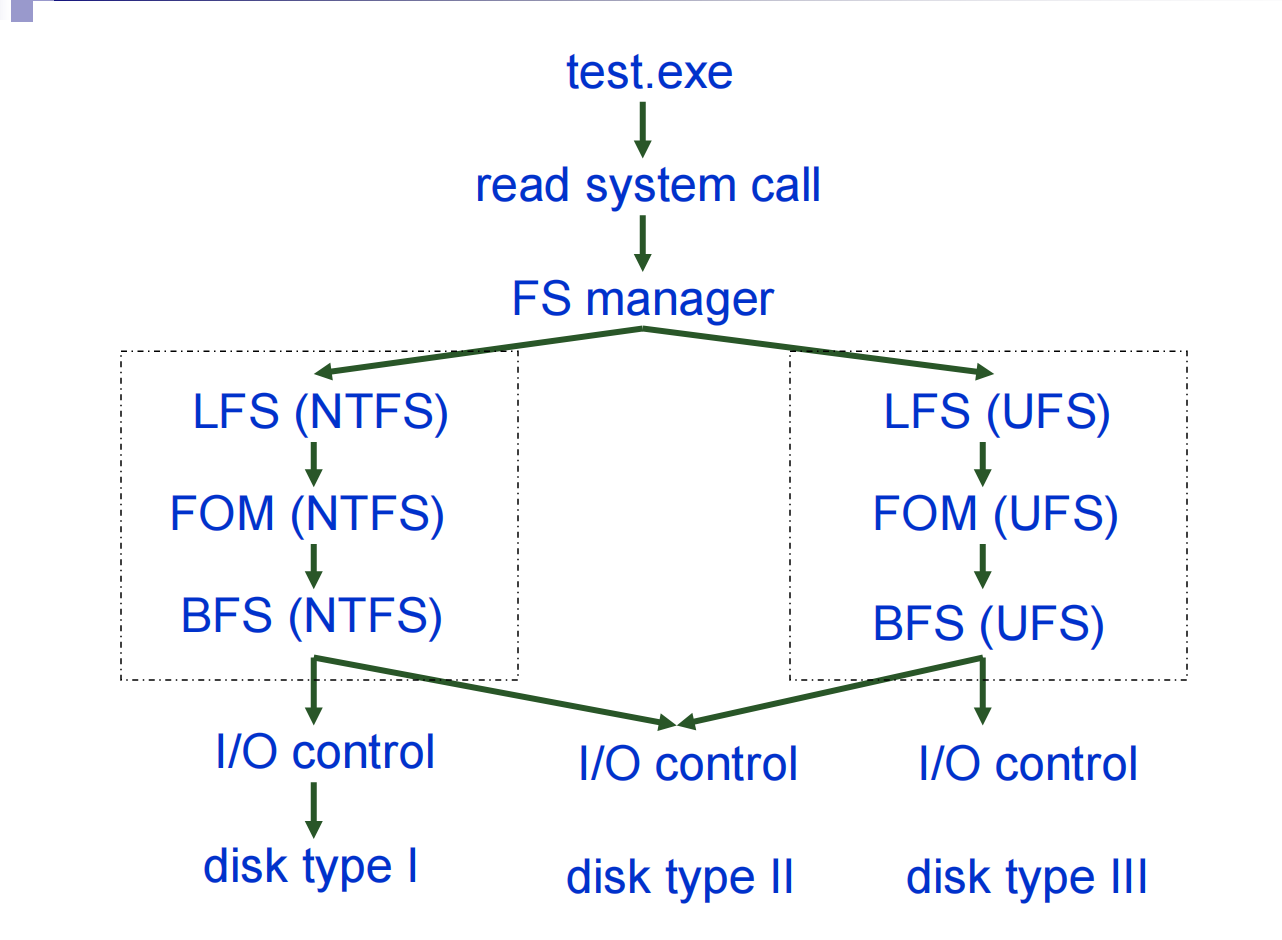 test.exe
read system call
FS manager
LFS (NTFS)
LFS (UFS)
FOM (NTFS)
FOM (UFS)
BFS (NTFS)
BFS (UFS)
I/O control
I/O control
I/O control
disk type I
disk type II
disk type III